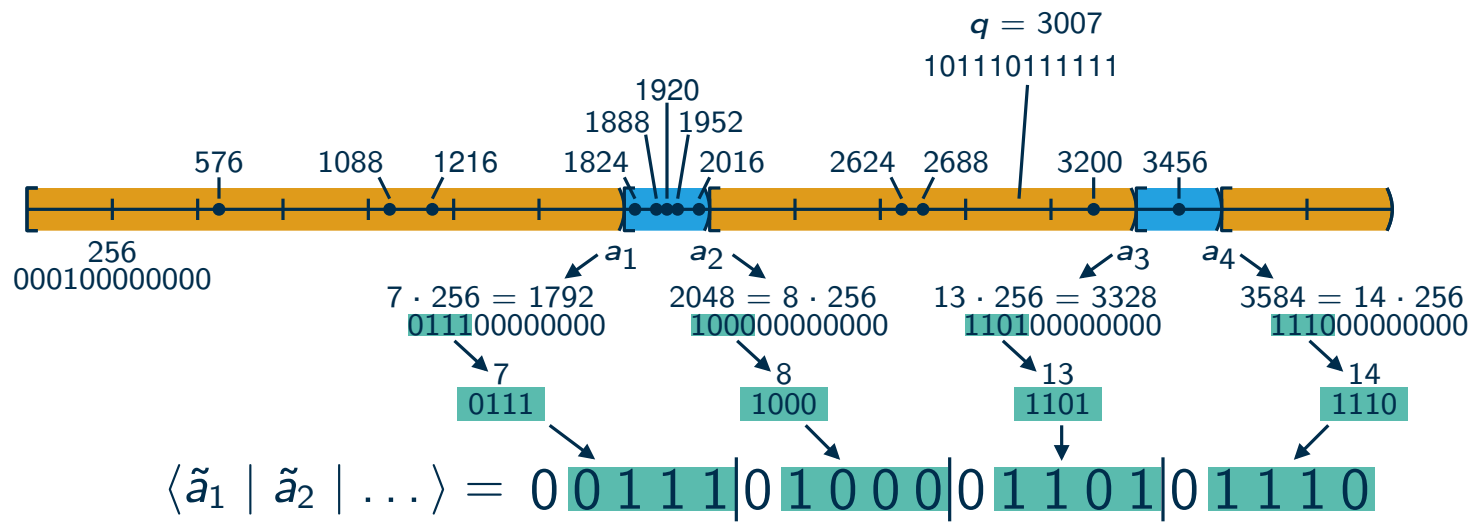 q = 3007
101110111111
1920
1888 1952
576 1088 1216 1824 2016 2624 2688 3200 3456
256
000100000000
a₁ a₂ a₃ a₄
7 · 256 = 1792 2048 = 8 · 256 13 · 256 = 3328 3584 = 14 · 256
011100000000 100000000000 110100000000 111000000000
7 8 13 14
0111 1000 1101 1110
⟨ã₁ | ã₂ | ...⟩ = 0 0 1 1 1|0 1 0 0 0|0 1 1 0 1|0 1 1 1 0